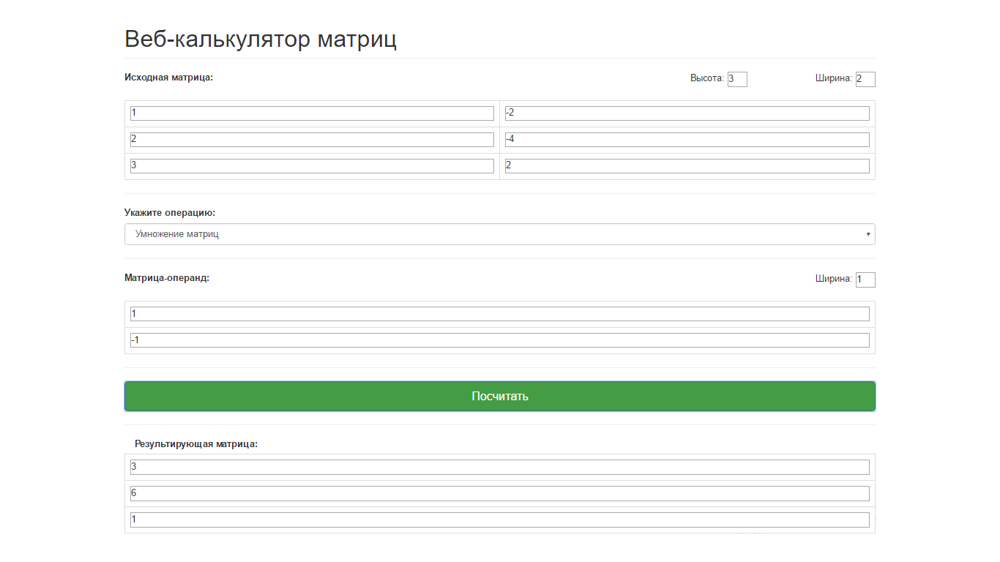 Веб-калькулятор матриц
Исходная матрица: Высота: 3 Ширина: 2
1 -2
2 -4
3 2
Укажите операцию:
Умножение матриц
Матрица-операнд: Ширина: 1
1
-1
Посчитать
Результирующая матрица:
3
6
1